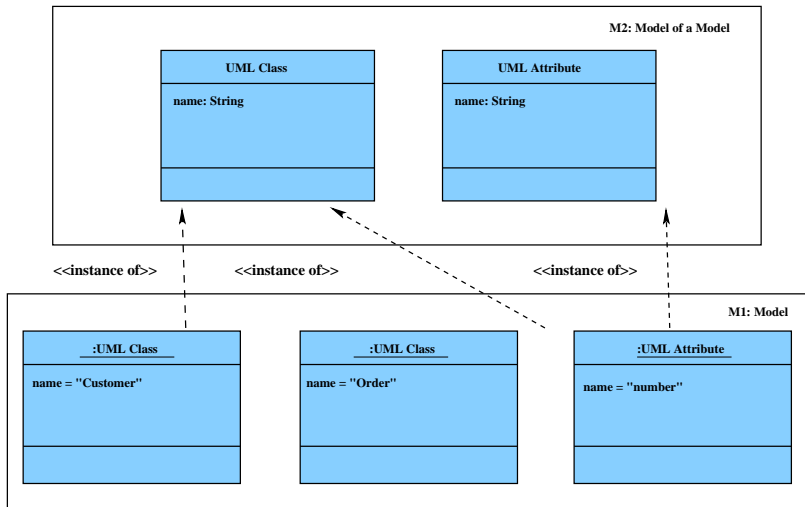 M2: Model of a Model
UML Class
UML Attribute
name: String
name: String
<<instance of>>
<<instance of>>
<<instance of>>
M1: Model
:UML Class
:UML Class
:UML Attribute
name = "Customer"
name = "Order"
name = "number"